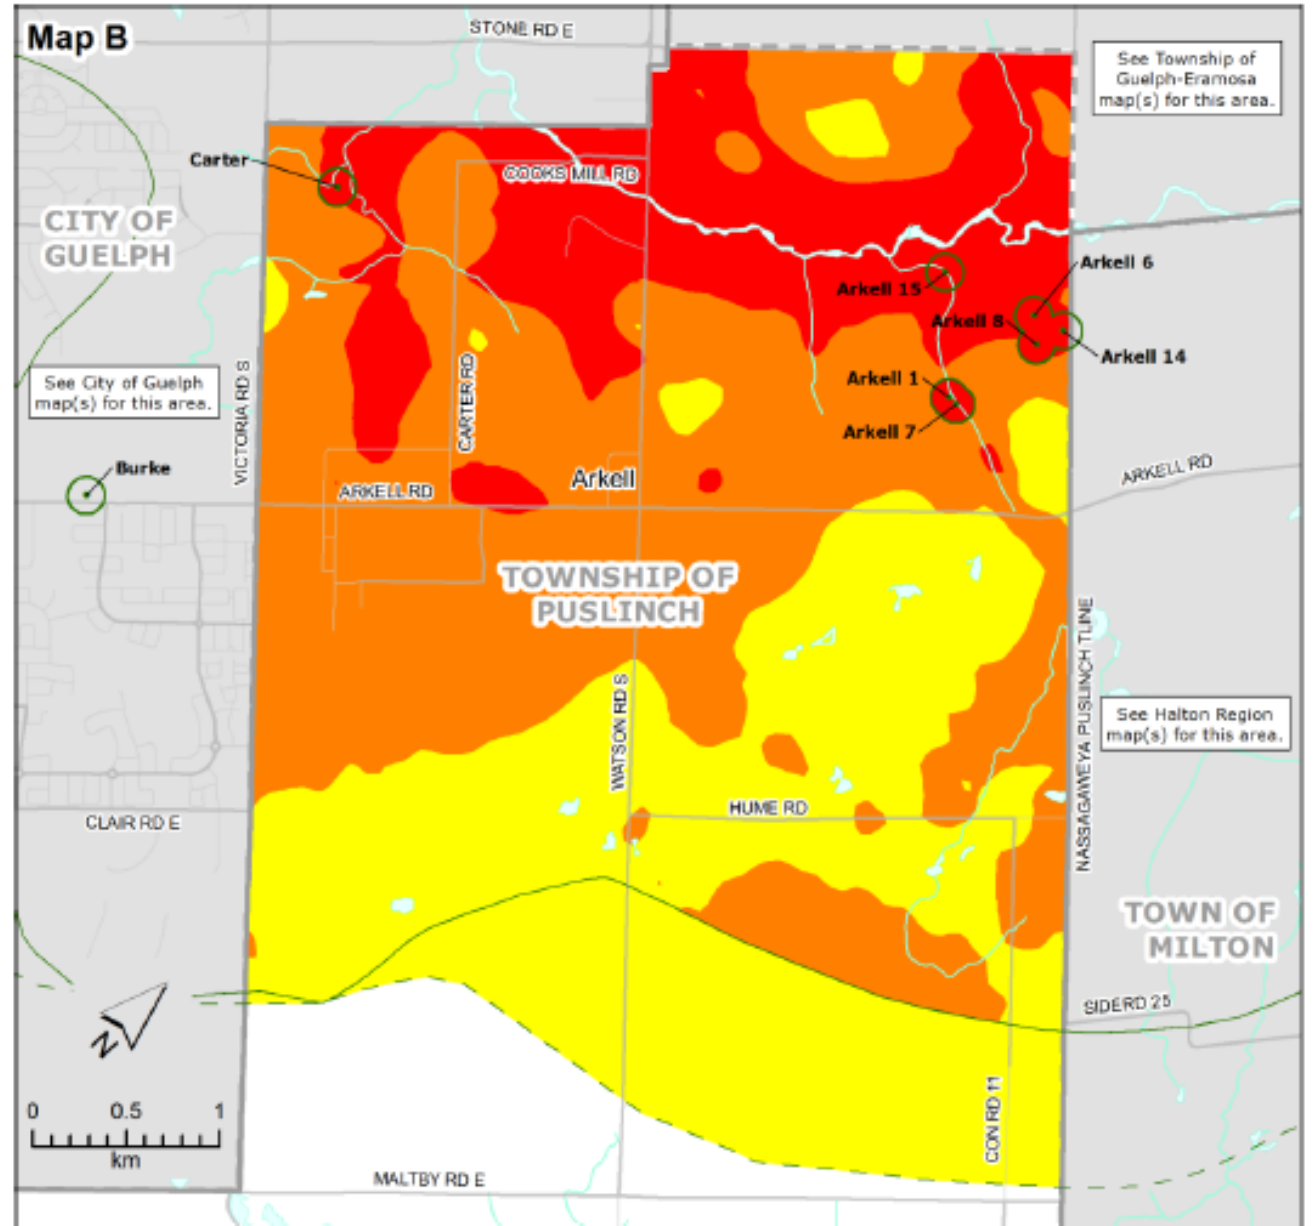 Map B
STONE RD E
See Township of
Guelph-Eramosa
map(s) for this area.
Carter
COOKS MILL RD
CITY OF
GUELPH
Arkell 6
Arkell 15
Arkell 8
Arkell 14
See City of Guelph
map(s) for this area.
VICTORIA RD S
CARTER RD
Arkell 1
Arkell 7
Burke
ARKELL RD
Arkell
ARKELL RD
TOWNSHIP OF
PUSLINCH
WATSON RD S
NASSAGAWEYA PUSLINCH TLINE
See Halton Region
map(s) for this area.
CLAIR RD E
HUME RD
TOWN OF
MILTON
SIDERD 25
N
0 0.5 1
km
CON RD 11
MALTBY RD E